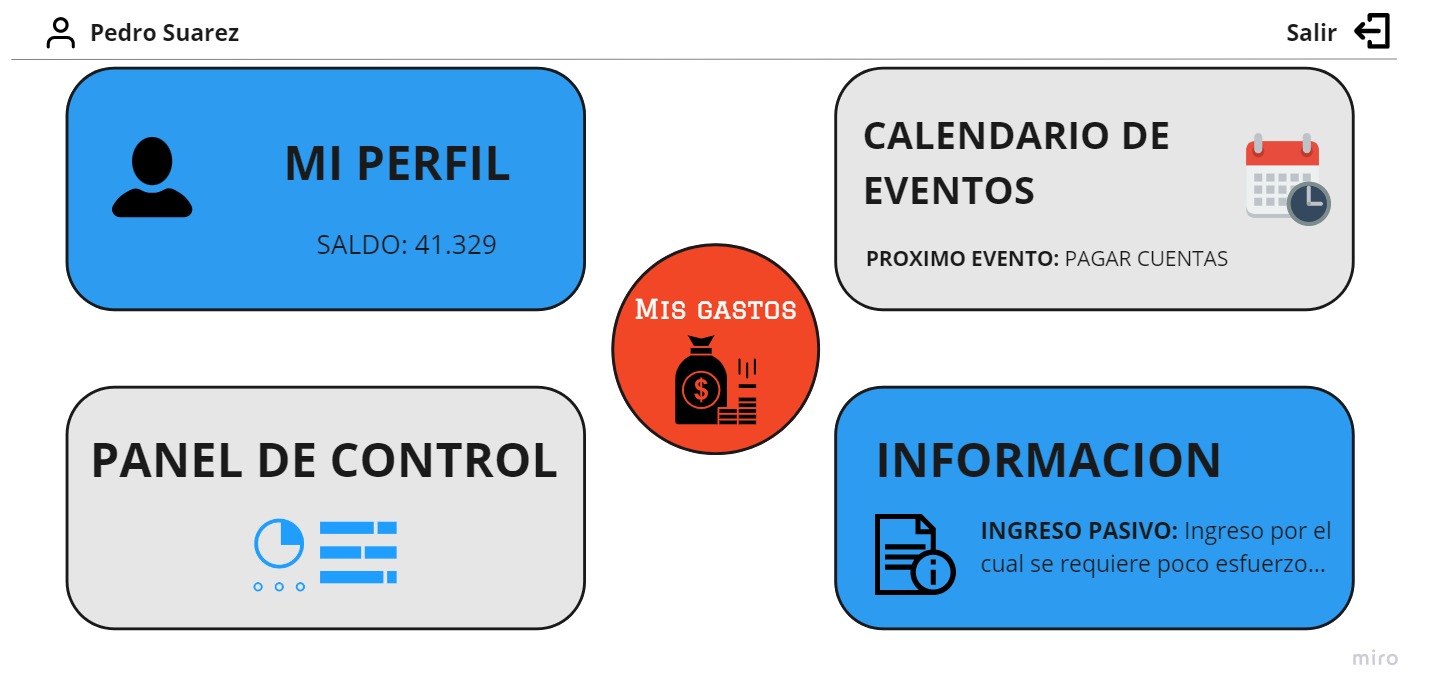 Pedro Suarez
Salir
MI PERFIL
SALDO: 41.329
CALENDARIO DE
EVENTOS
PROXIMO EVENTO: PAGAR CUENTAS
Mis gastos
$
PANEL DE CONTROL
INFORMACION
INGRESO PASIVO: Ingreso por el
cual se requiere poco esfuerzo...
miro